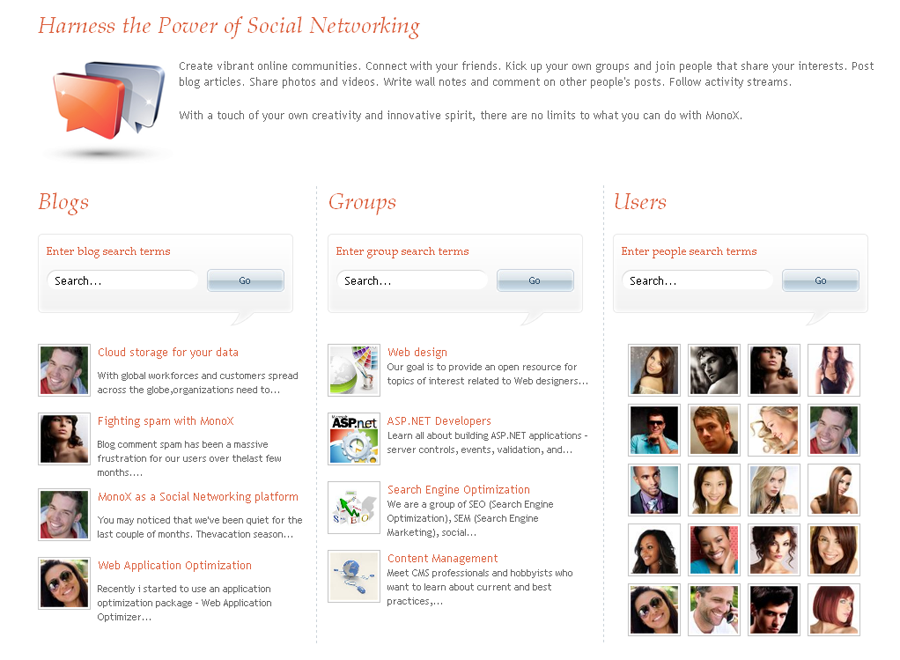 Harness the Power of Social Networking
Create vibrant online communities. Connect with your friends. Kick up your own groups and join people that share your interests. Post
blog articles. Share photos and videos. Write wall notes and comment on other people's posts. Follow activity streams.
With a touch of your own creativity and innovative spirit, there are no limits to what you can do with MonoX.
Blogs
Enter blog search terms
Search...
Go
Cloud storage for your data
With global workforces and customers spread
across the globe,organizations need to...
Fighting spam with MonoX
Blog comment spam has been a massive
frustration for our users over thelast few
months....
MonoX as a Social Networking platform
You may noticed that we've been quiet for the
last couple of months. Thevacation season...
Web Application Optimization
Recently i started to use an application
optimization package - Web Application
Optimizer...
Groups
Enter group search terms
Search...
Go
Web design
Our goal is to provide an open resource for
topics of interest related to Web designers...
ASP.net
ASP.NET Developers
Learn all about building ASP.NET applications -
server controls, events, validation, and...
Search Engine Optimization
We are a group of SEO (Search Engine
Optimization), SEM (Search Engine
Marketing), social...
Content Management
Meet CMS professionals and hobbyists who
want to learn about current and best
practices,...
Users
Enter people search terms
Search...
Go